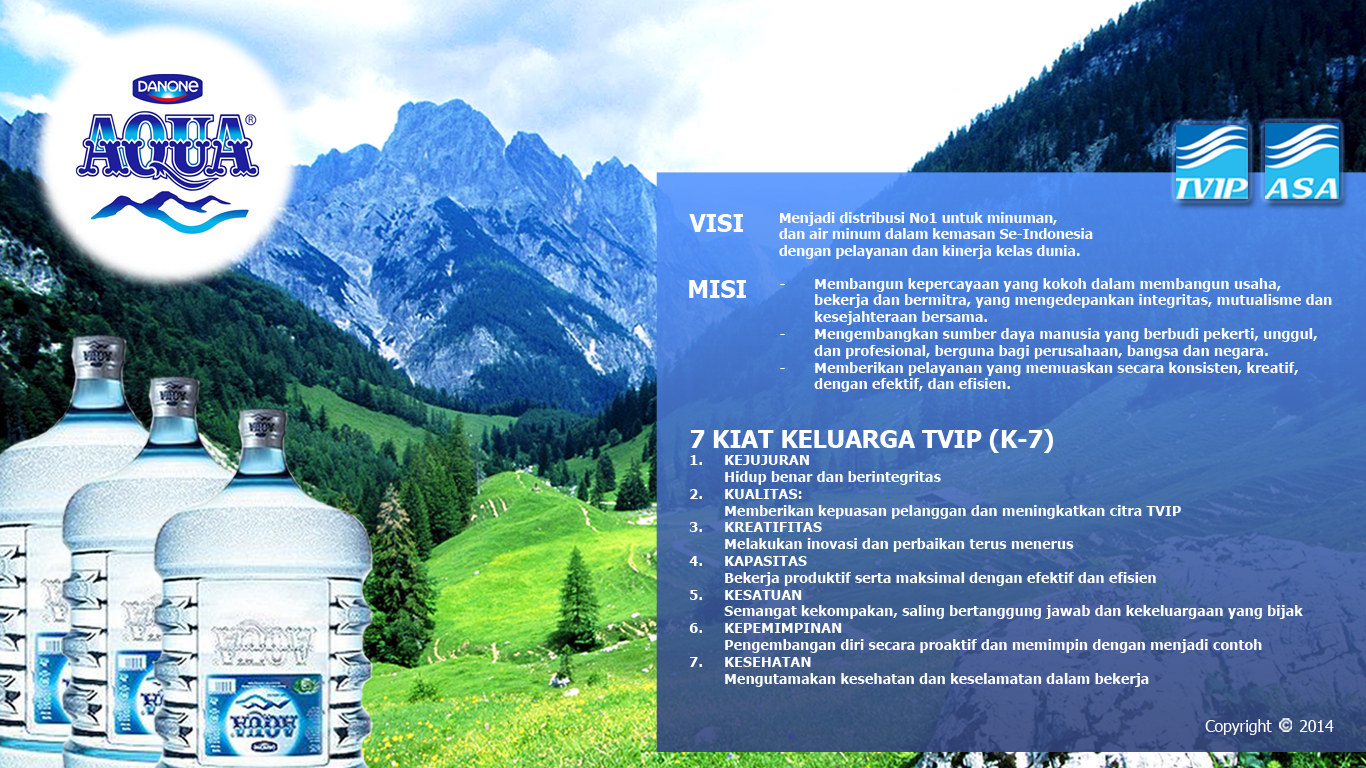 DANONE
AQUA®
TVIP
ASA
VISI
Menjadi distribusi No1 untuk minuman,
dan air minum dalam kemasan Se-Indonesia
dengan pelayanan dan kinerja kelas dunia.
MISI
- Membangun kepercayaan yang kokoh dalam membangun usaha,
bekerja dan bermitra, yang mengedepankan integritas, mutualisme dan
kesejahteraan bersama.
- Mengembangkan sumber daya manusia yang berbudi pekerti, unggul,
dan profesional, berguna bagi perusahaan, bangsa dan negara.
- Memberikan pelayanan yang memuaskan secara konsisten, kreatif,
dengan efektif, dan efisien.
7 KIAT KELUARGA TVIP (K-7)
1. KEJUJURAN
Hidup benar dan berintegritas
2. KUALITAS:
Memberikan kepuasan pelanggan dan meningkatkan citra TVIP
3. KREATIFITAS
Melakukan inovasi dan perbaikan terus menerus
4. KAPASITAS
Bekerja produktif serta maksimal dengan efektif dan efisien
5. KESATUAN
Semangat kekompakan, saling bertanggung jawab dan kekeluargaan yang bijak
6. KEPEMIMPINAN
Pengembangan diri secara proaktif dan memimpin dengan menjadi contoh
7. KESEHATAN
Mengutamakan kesehatan dan keselamatan dalam bekerja
AQUA
AQUA
AQUA
AQUA
AQUA
DANONE
Copyright © 2014